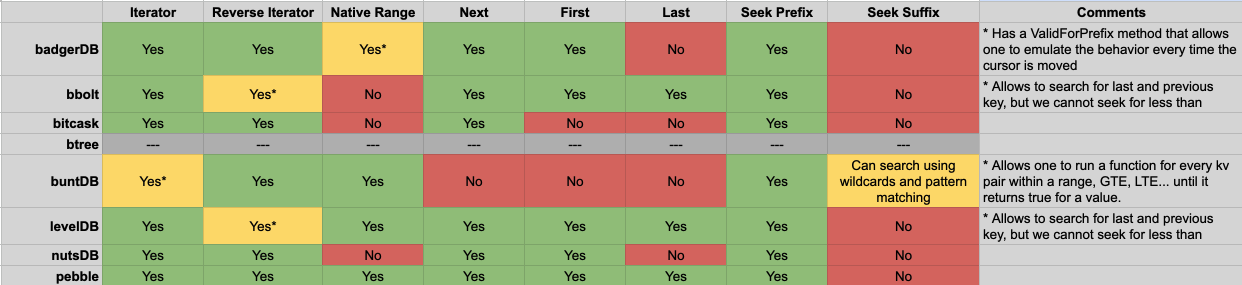 Iterator Reverse Iterator Native Range Next First Last Seek Prefix Seek Suffix Comments
badgerDB Yes Yes Yes* Yes Yes No Yes No * Has a ValidForPrefix method that allows
one to emulate the behavior every time the
cursor is moved
bbolt Yes Yes* No Yes Yes Yes Yes No * Allows to search for last and previous
key, but we cannot seek for less than
bitcask Yes Yes No Yes No No Yes No
btree --- --- --- --- --- --- --- ---
buntDB Yes* Yes Yes No No No Yes Can search using
wildcards and pattern
matching * Allows one to run a function for every kv
pair within a range, GTE, LTE... until it
returns true for a value.
levelDB Yes Yes* Yes Yes Yes Yes Yes No * Allows to search for last and previous
key, but we cannot seek for less than
nutsDB Yes Yes No Yes Yes No Yes No
pebble Yes Yes Yes Yes Yes Yes Yes No